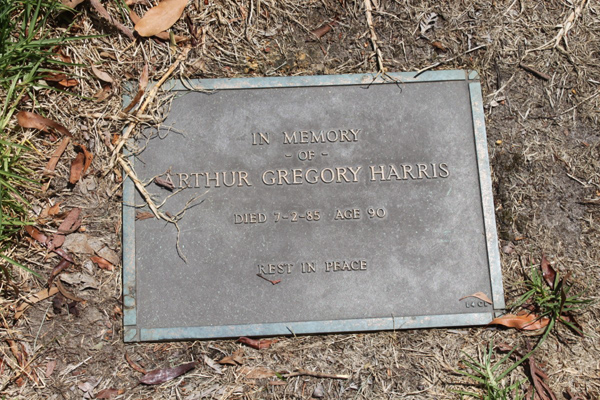 IN MEMORY
- OF -
ARTHUR GREGORY HARRIS
DIED 7-2-85 AGE 90
REST IN PEACE